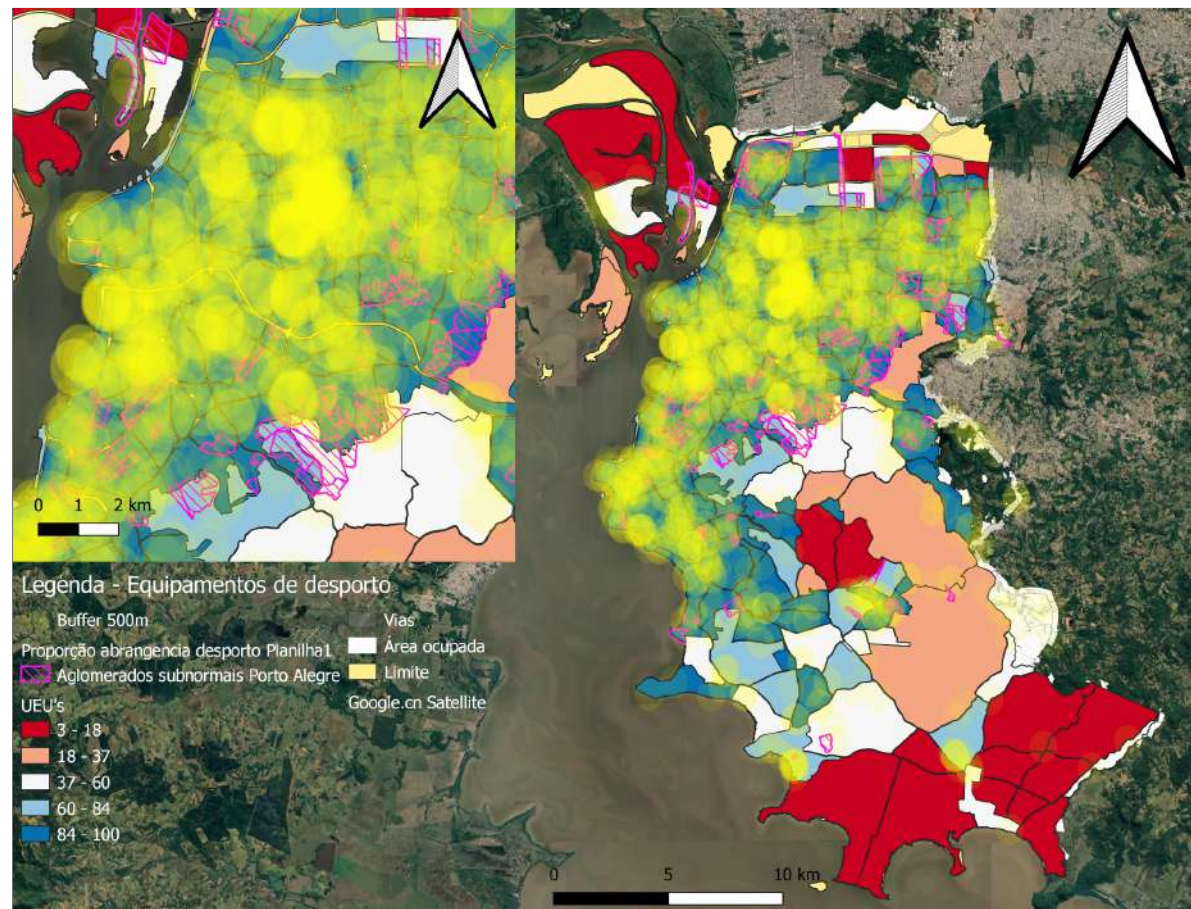 0 1 2 km
Legenda - Equipamentos de desporto
Buffer 500m
Vias
Proporção abrangencia desporto Planilha1
Área ocupada
Aglomerados subnormais Porto Alegre
Limite
UEU's
Google.cn Satellite
3 - 18
18 - 37
37 - 60
60 - 84
84 - 100
0 5 10 km